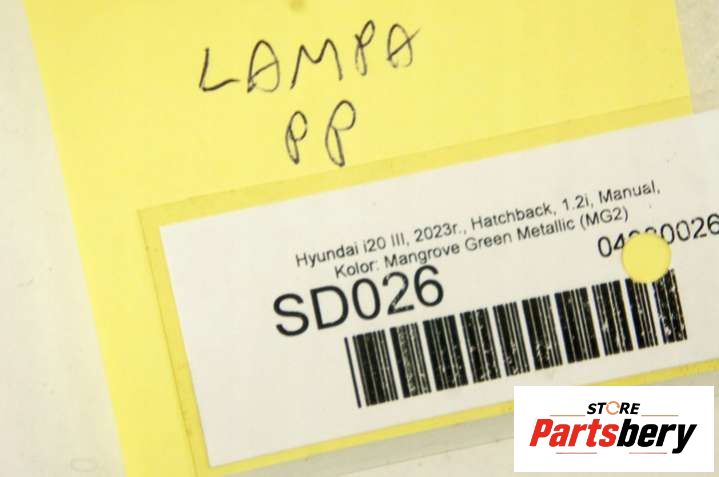 LAMPA
PP
Hyundai i20 III, 2023r., Hatchback, 1.2i, Manual,
Kolor: Mangrove Green Metallic (MG2)
SD026
STORE
Partsbery